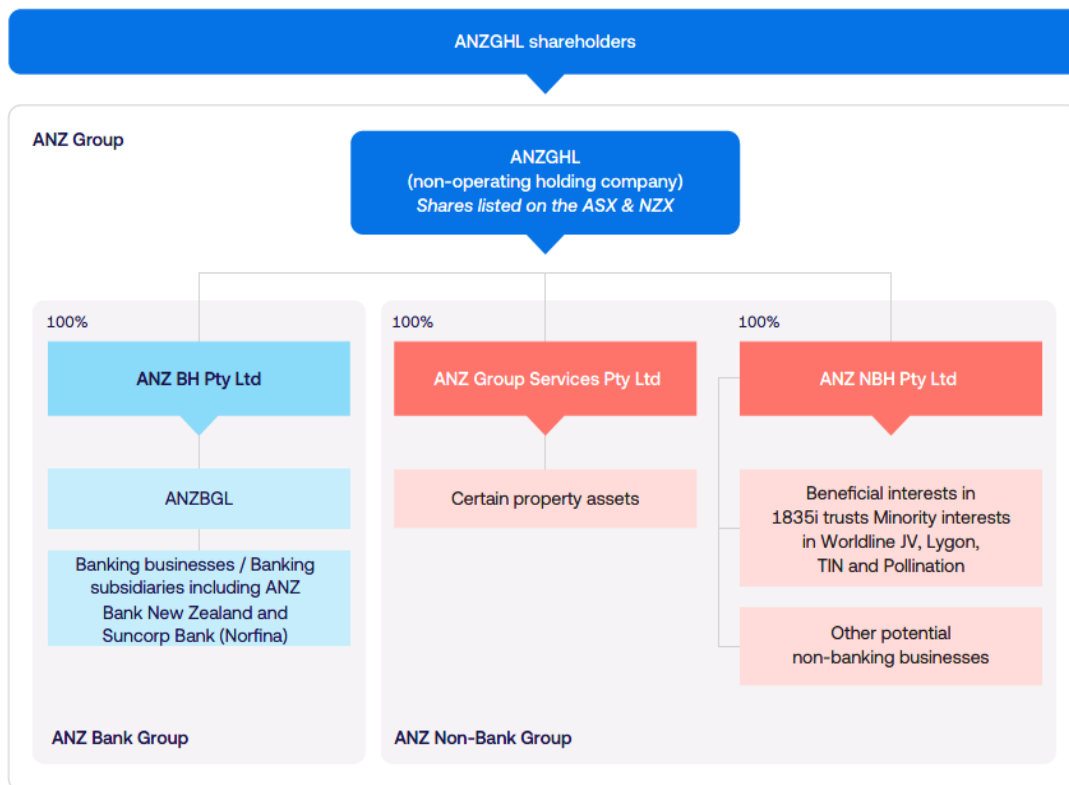 ANZGHL shareholders
ANZ Group
ANZGHL
(non-operating holding company)
Shares listed on the ASX & NZX
100%
ANZ BH Pty Ltd
ANZBGL
Banking businesses / Banking
subsidiaries including ANZ
Bank New Zealand and
Suncorp Bank (Norfina)
ANZ Bank Group
100%
ANZ Group Services Pty Ltd
Certain property assets
100%
ANZ NBH Pty Ltd
Beneficial interests in
1835i trusts Minority interests
in Worldline JV, Lygon,
TIN and Pollination
Other potential
non-banking businesses
ANZ Non-Bank Group